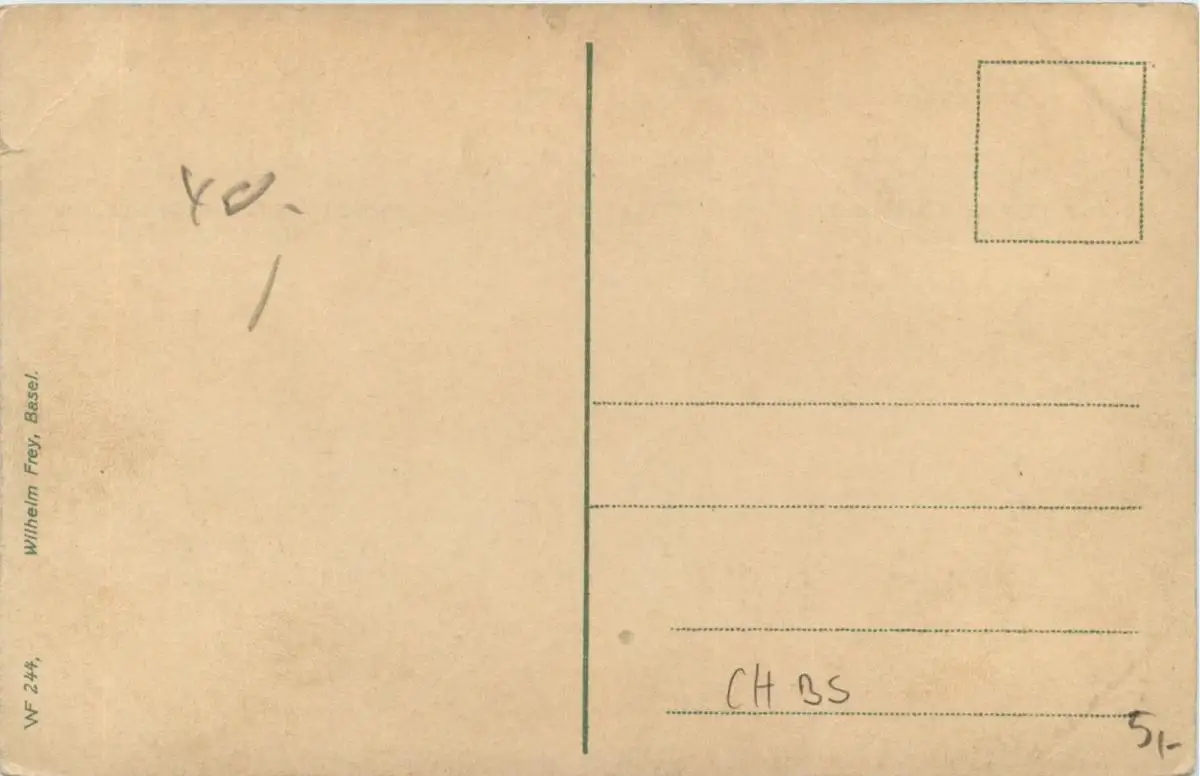 40.-
CH BS
5,-
WF 244, Wilhelm Frey, Basel.